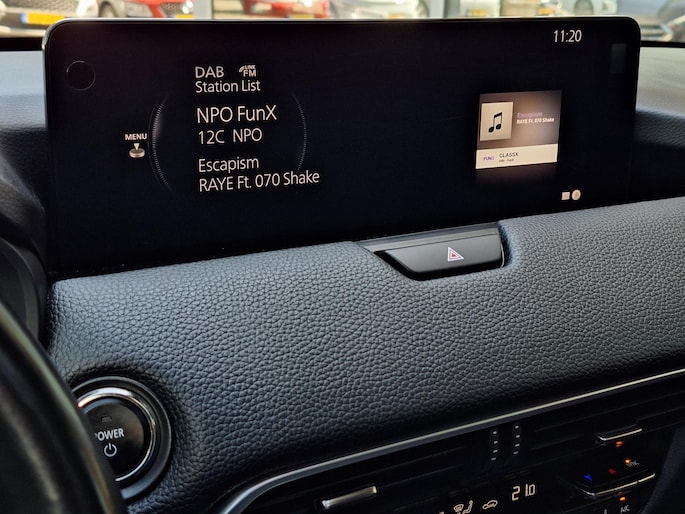 11:20
DAB LINK FM
Station List
NPO FunX
12C NPO
MENU
Escapism
RAYE Ft. 070 Shake
Escapism
RAYE Ft. 070 Shake
CLASSX
POWER
21.0
A/C